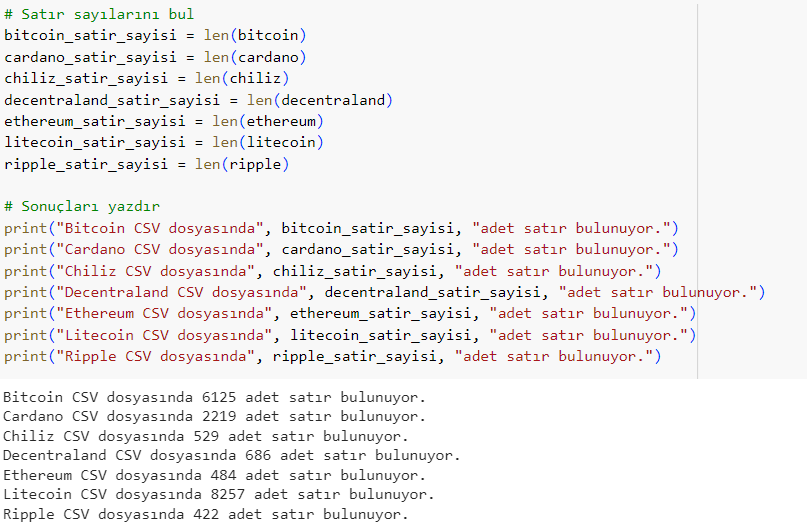 # Satır sayılarını bul
bitcoin_satir_sayisi = len(bitcoin)
cardano_satir_sayisi = len(cardano)
chiliz_satir_sayisi = len(chiliz)
decentraland_satir_sayisi = len(decentraland)
ethereum_satir_sayisi = len(ethereum)
litecoin_satir_sayisi = len(litecoin)
ripple_satir_sayisi = len(ripple)
# Sonuçları yazdır
print("Bitcoin CSV dosyasında", bitcoin_satir_sayisi, "adet satır bulunuyor.")
print("Cardano CSV dosyasında", cardano_satir_sayisi, "adet satır bulunuyor.")
print("Chiliz CSV dosyasında", chiliz_satir_sayisi, "adet satır bulunuyor.")
print("Decentraland CSV dosyasında", decentraland_satir_sayisi, "adet satır bulunuyor.")
print("Ethereum CSV dosyasında", ethereum_satir_sayisi, "adet satır bulunuyor.")
print("Litecoin CSV dosyasında", litecoin_satir_sayisi, "adet satır bulunuyor.")
print("Ripple CSV dosyasında", ripple_satir_sayisi, "adet satır bulunuyor.")
Bitcoin CSV dosyasında 6125 adet satır bulunuyor.
Cardano CSV dosyasında 2219 adet satır bulunuyor.
Chiliz CSV dosyasında 529 adet satır bulunuyor.
Decentraland CSV dosyasında 686 adet satır bulunuyor.
Ethereum CSV dosyasında 484 adet satır bulunuyor.
Litecoin CSV dosyasında 8257 adet satır bulunuyor.
Ripple CSV dosyasında 422 adet satır bulunuyor.